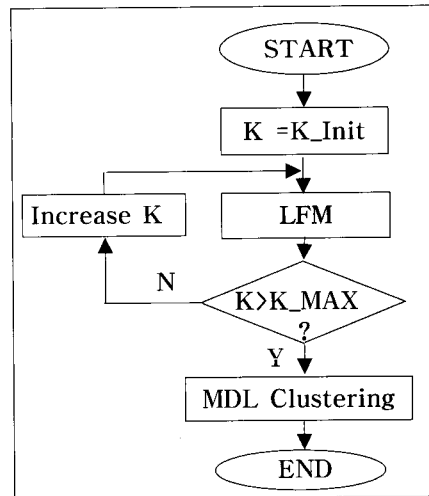 START
K =K_Init
Increase K
LFM
N
K>K_MAX
?
Y
MDL Clustering
END